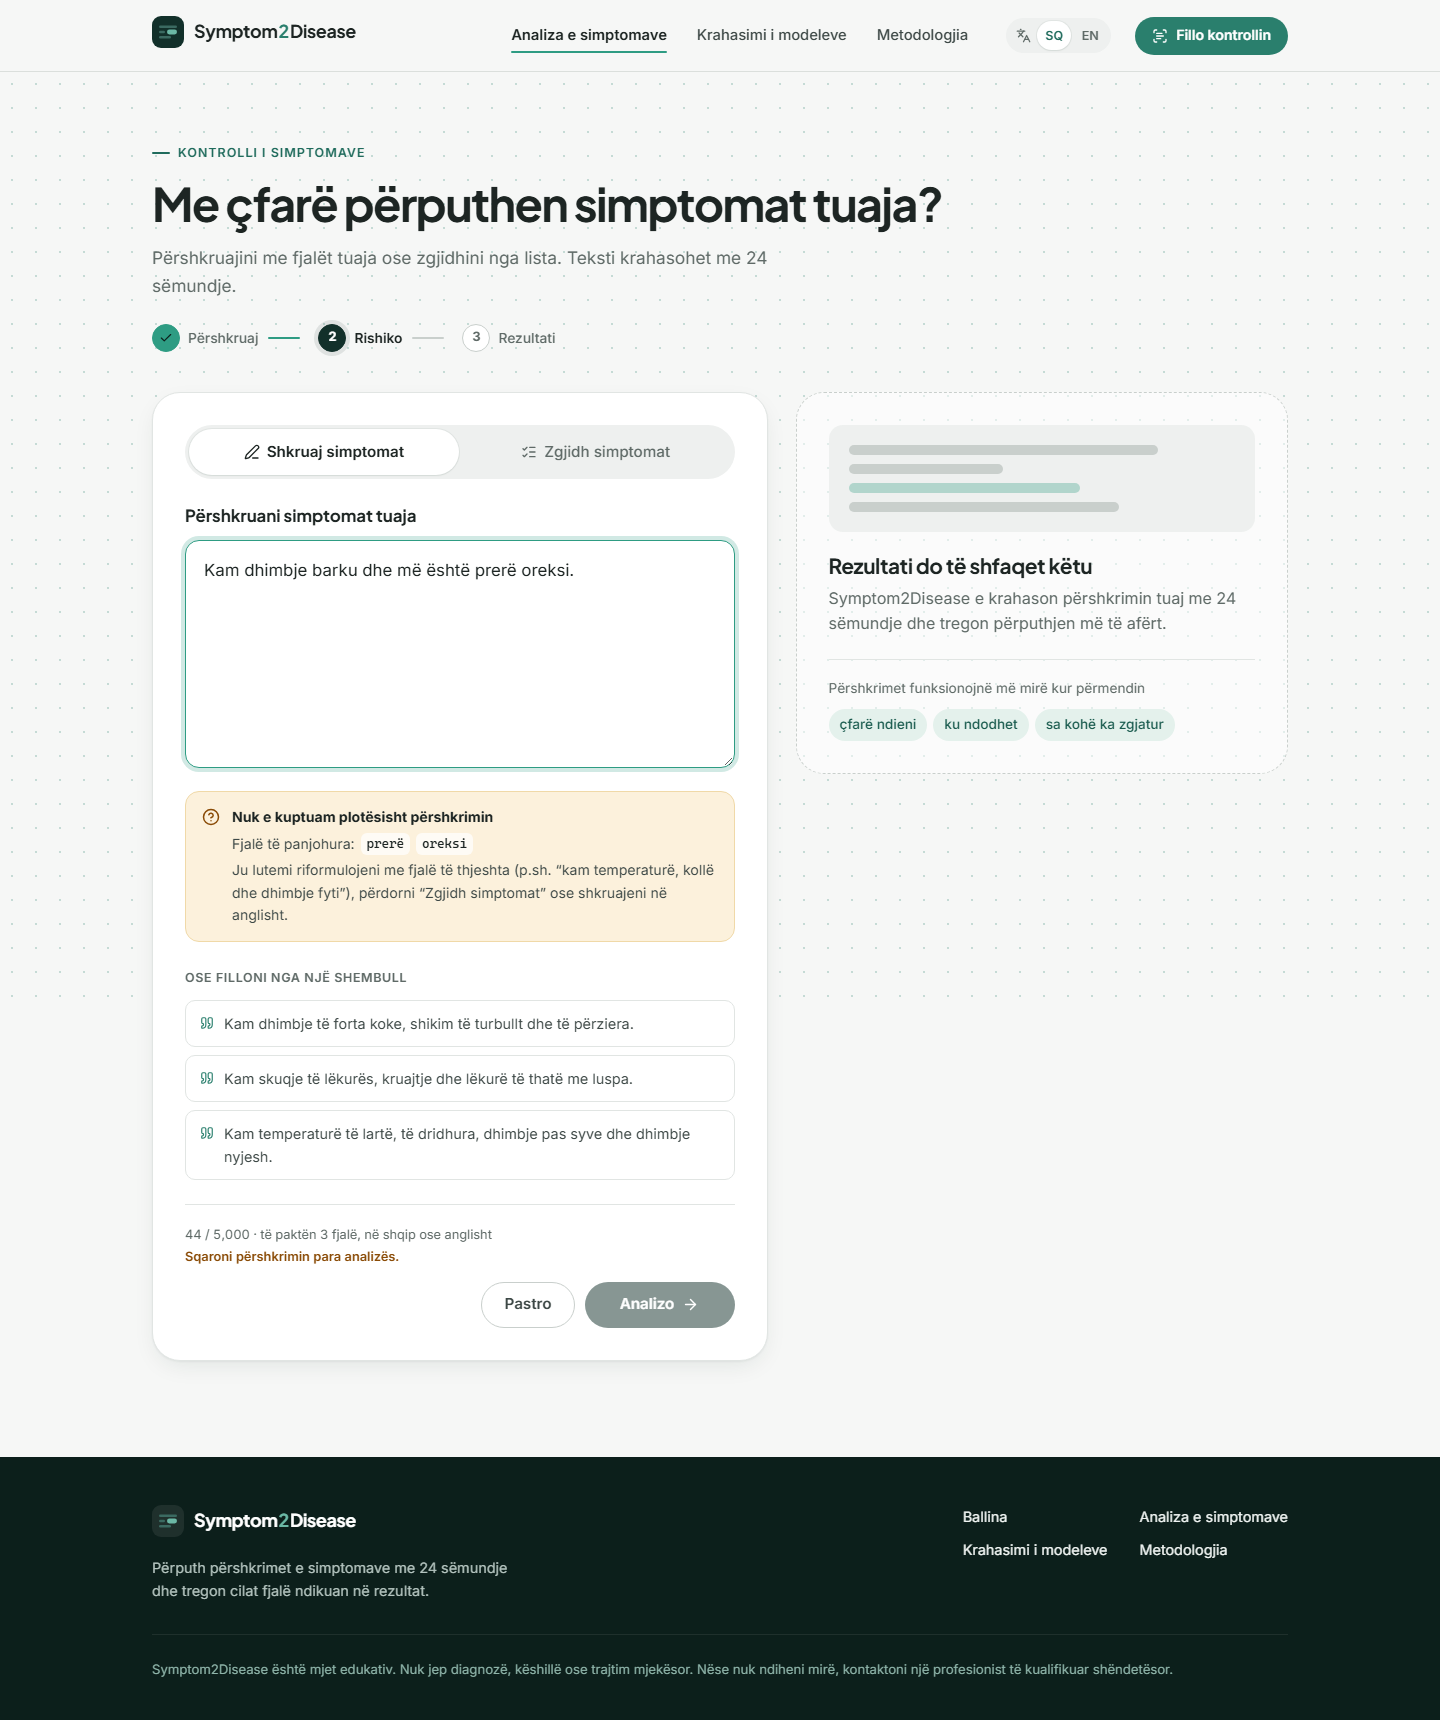 Symptom2Disease
Analiza e simptomave
Krahasimi i modeleve
Metodologjia
SQ
EN
Fillo kontrollin
KONTROLLI I SIMPTOMAVE
Me çfarë përputhen simptomat tuaja?
Përshkruajini me fjalët tuaja ose zgjidhini nga lista. Teksti krahasohet me 24
sëmundje.
Përshkruaj
2
Rishiko
3
Rezultati
Shkruaj simptomat
Zgjidh simptomat
Përshkruani simptomat tuaja
Kam dhimbje barku dhe më është prerë oreksi.
Nuk e kuptuam plotësisht përshkrimin
Fjalë të panjohura: prerë oreksi
Ju lutemi riformulojeni me fjalë të thjeshta (p.sh. “kam temperaturë, kollë
dhe dhimbje fyti”), përdorni “Zgjidh simptomat” ose shkruajeni në
anglisht.
OSE FILLONI NGA NJË SHEMBULL
Kam dhimbje të forta koke, shikim të turbullt dhe të përziera.
Kam skuqje të lëkurës, kruajtje dhe lëkurë të thatë me luspa.
Kam temperaturë të lartë, të dridhura, dhimbje pas syve dhe dhimbje
nyjesh.
44 / 5,000 · të paktën 3 fjalë, në shqip ose anglisht
Sqaroni përshkrimin para analizës.
Pastro
Analizo
Rezultati do të shfaqet këtu
Symptom2Disease e krahason përshkrimin tuaj me 24
sëmundje dhe tregon përputhjen më të afërt.
Përshkrimet funksionojnë më mirë kur përmendin
çfarë ndieni
ku ndodhet
sa kohë ka zgjatur
Symptom2Disease
Përputh përshkrimet e simptomave me 24 sëmundje
dhe tregon cilat fjalë ndikuan në rezultat.
Ballina
Analiza e simptomave
Krahasimi i modeleve
Metodologjia
Symptom2Disease është mjet edukativ. Nuk jep diagnozë, këshillë ose trajtim mjekësor. Nëse nuk ndiheni mirë, kontaktoni një profesionist të kualifikuar shëndetësor.